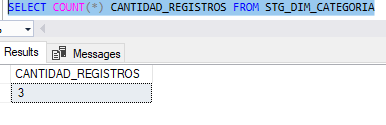 SELECT COUNT(*) CANTIDAD_REGISTROS FROM STG_DIM_CATEGORIA
Results Messages
CANTIDAD_REGISTROS
3